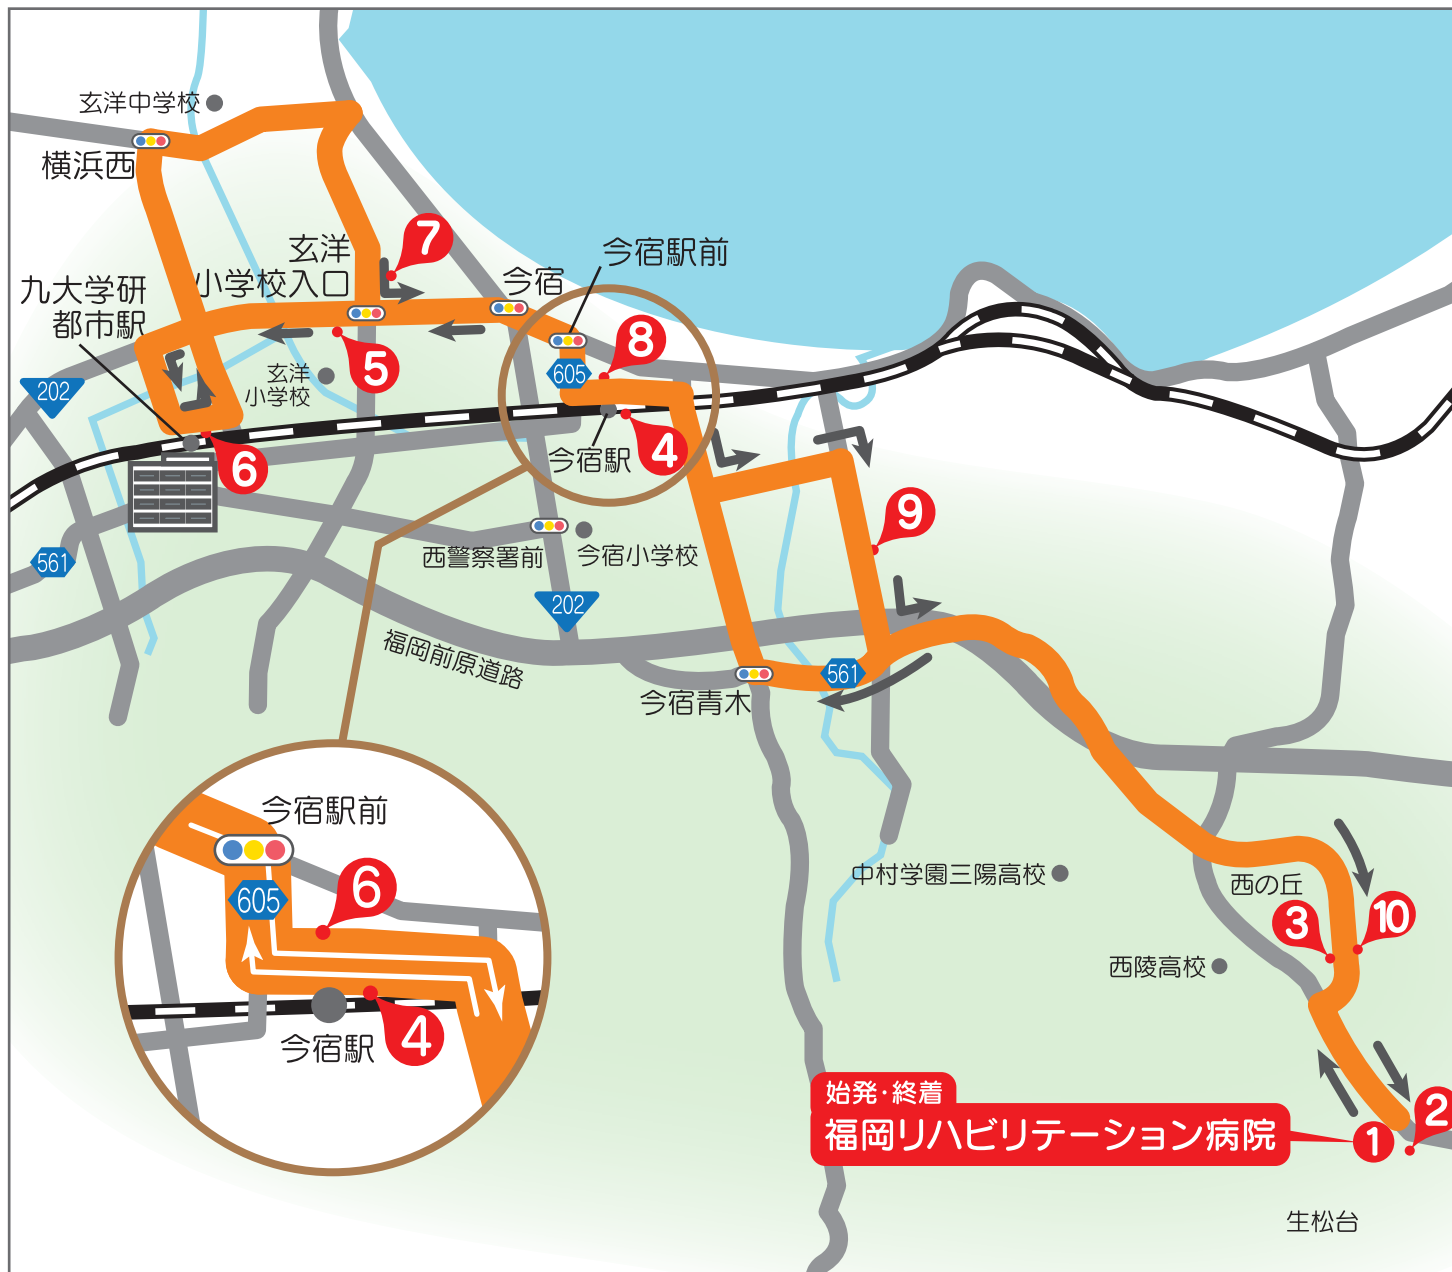 玄洋中学校
横浜西
玄洋
小学校入口
7
今宿
今宿駅前
九大学研
都市駅
8
5
605
202
玄洋
小学校
4
今宿駅
6
9
561
西警察署前
今宿小学校
202
福岡前原道路
561
今宿青木
今宿駅前
6
605
4
今宿駅
中村学園三陽高校
西の丘
3
10
西陵高校
始発・終着
福岡リハビリテーション病院
1
2
生松台